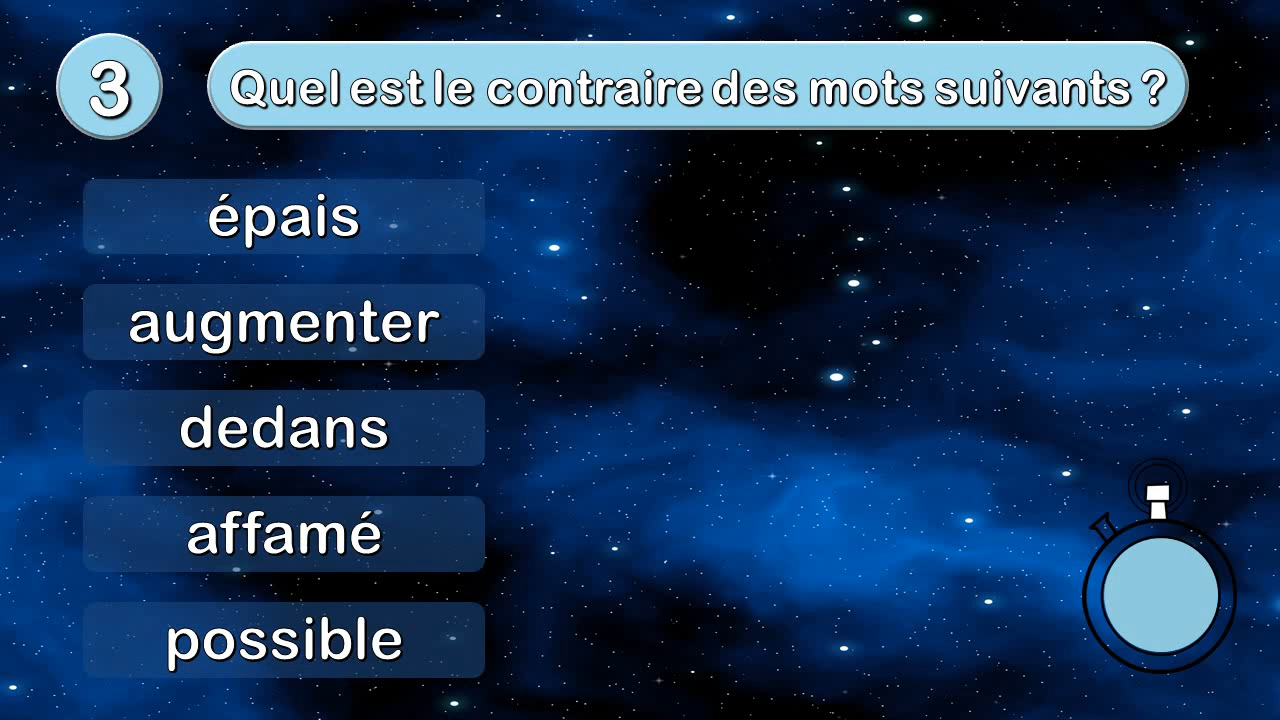 3
Quel est le contraire des mots suivants ?
épais
augmenter
dedans
affamé
possible